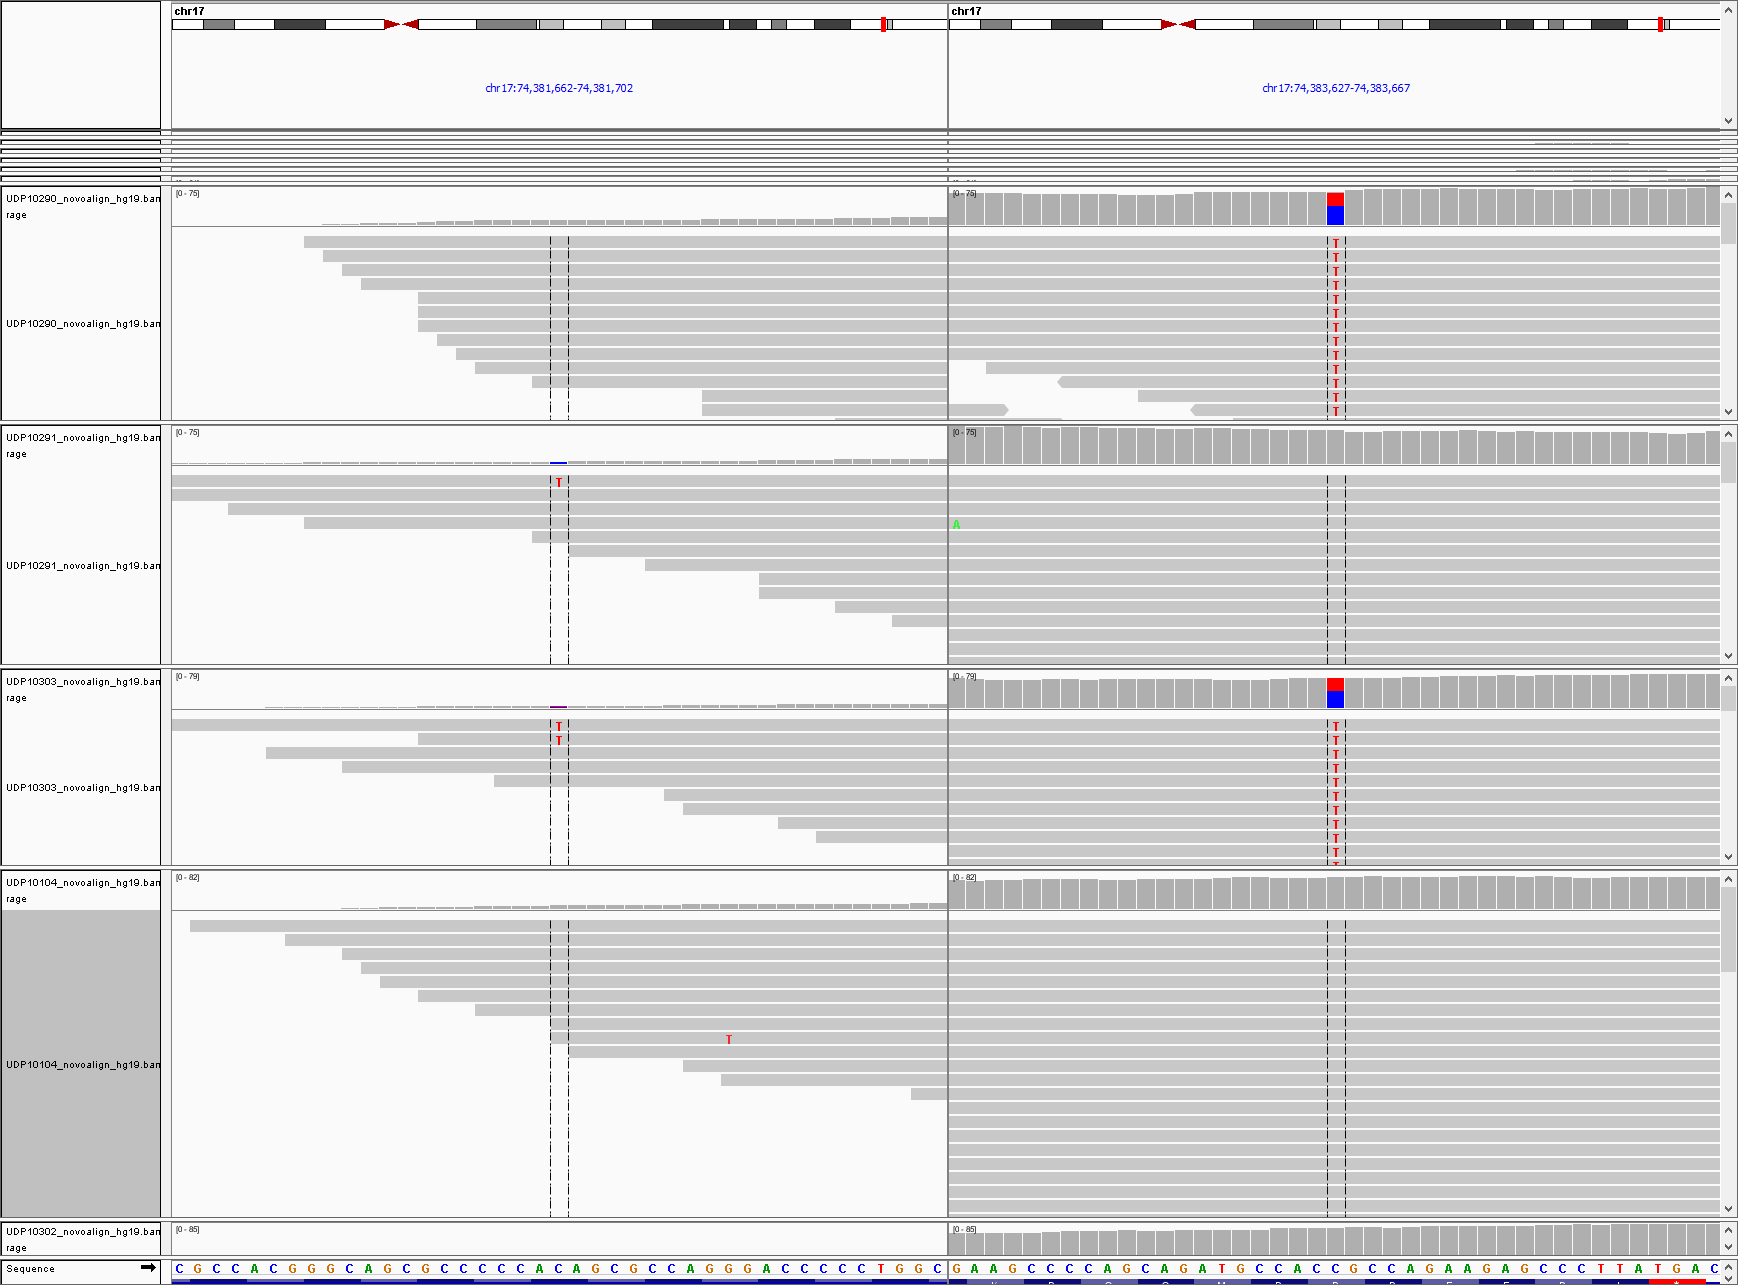 chr17
chr17
chr17:74,381,662-74,381,702
chr17:74,383,627-74,383,667
UDP10290_novoalign_hg19.bam
rage
[0 - 75]
[0 - 75]
UDP10290_novoalign_hg19.bam
T
T
T
T
T
T
T
T
T
T
T
T
T
UDP10291_novoalign_hg19.bam
rage
[0 - 75]
[0 - 75]
T
A
UDP10291_novoalign_hg19.bam
UDP10303_novoalign_hg19.bam
rage
[0 - 79]
[0 - 79]
T T
T T
T
T
T
T
T
T
T
T
UDP10303_novoalign_hg19.bam
UDP10104_novoalign_hg19.bam
rage
[0 - 82]
[0 - 82]
T
UDP10104_novoalign_hg19.bam
UDP10302_novoalign_hg19.bam
rage
[0 - 85]
[0 - 85]
Sequence
C G C C A C G G G C A G C G C C C C C A C A G C G C C A G G G A C C C C C T G G C
G A A G C C C C A G C A G A T G C C A C C G C C A G A A G A G C C C T T A T G A C